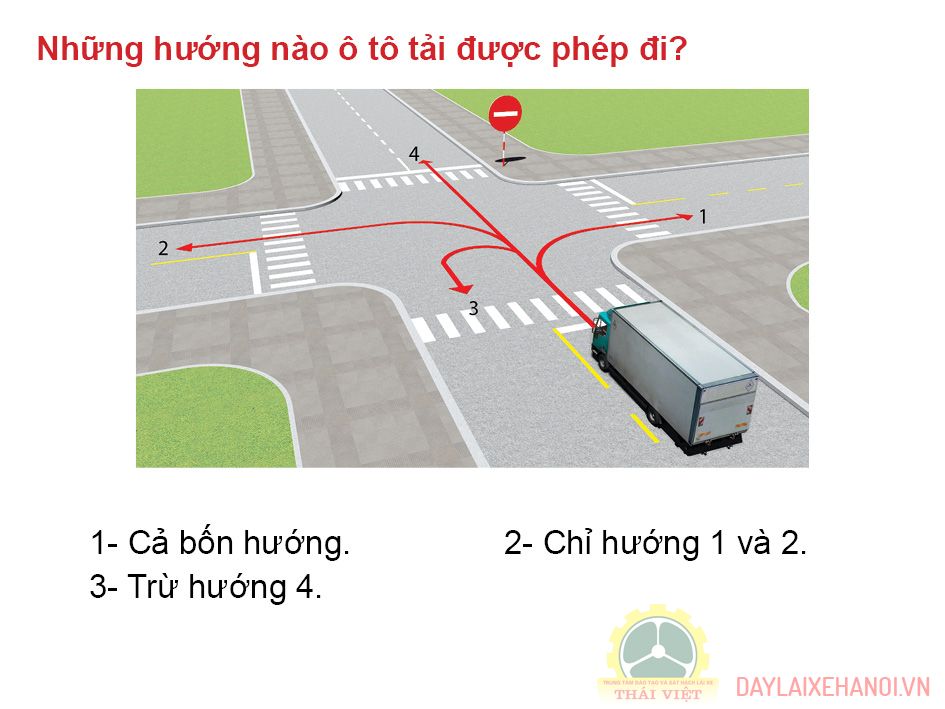 Những hướng nào ô tô tải được phép đi?
4
1
2
3
1- Cả bốn hướng. 2- Chỉ hướng 1 và 2.
3- Trừ hướng 4.
TRUNG TÂM ĐÀO TẠO VÀ SÁT HẠCH LÁI XE
THÁI VIỆT
DAYLAIXEHANOI.VN